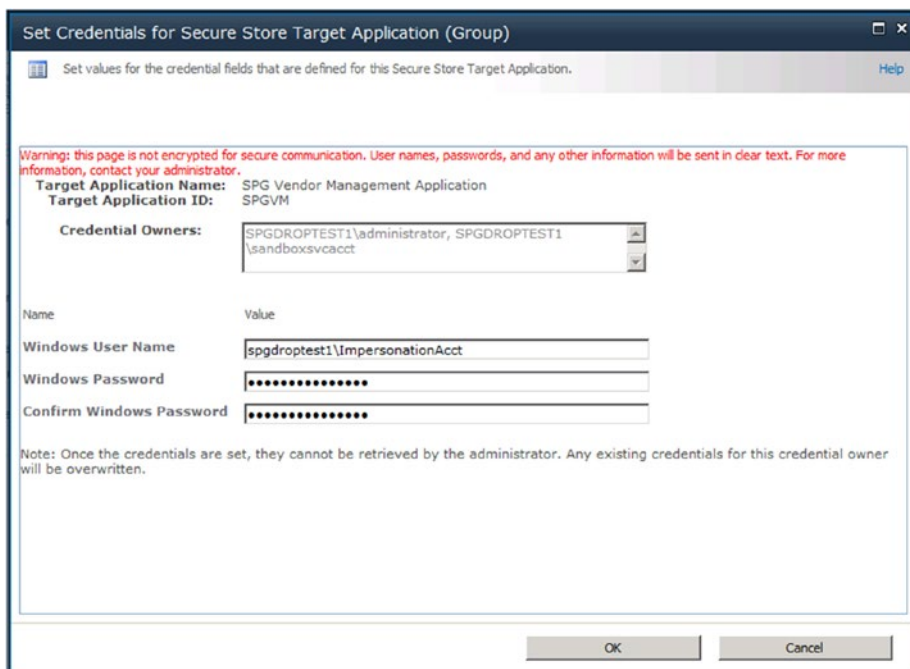 Set Credentials for Secure Store Target Application (Group)
Set values for the credential fields that are defined for this Secure Store Target Application.
Help
Warning: this page is not encrypted for secure communication. User names, passwords, and any other information will be sent in clear text. For more
information, contact your administrator.
Target Application Name: SPG Vendor Management Application
Target Application ID: SPGVM
Credential Owners: SPGDROPTEST1\administrator, SPGDROPTEST1
\sandboxsvcacct
Name Value
Windows User Name spgdroptest1\ImpersonationAcct
Windows Password •••••••••••••••
Confirm Windows Password •••••••••••••••
Note: Once the credentials are set, they cannot be retrieved by the administrator. Any existing credentials for this credential owner
will be overwritten.
OK Cancel